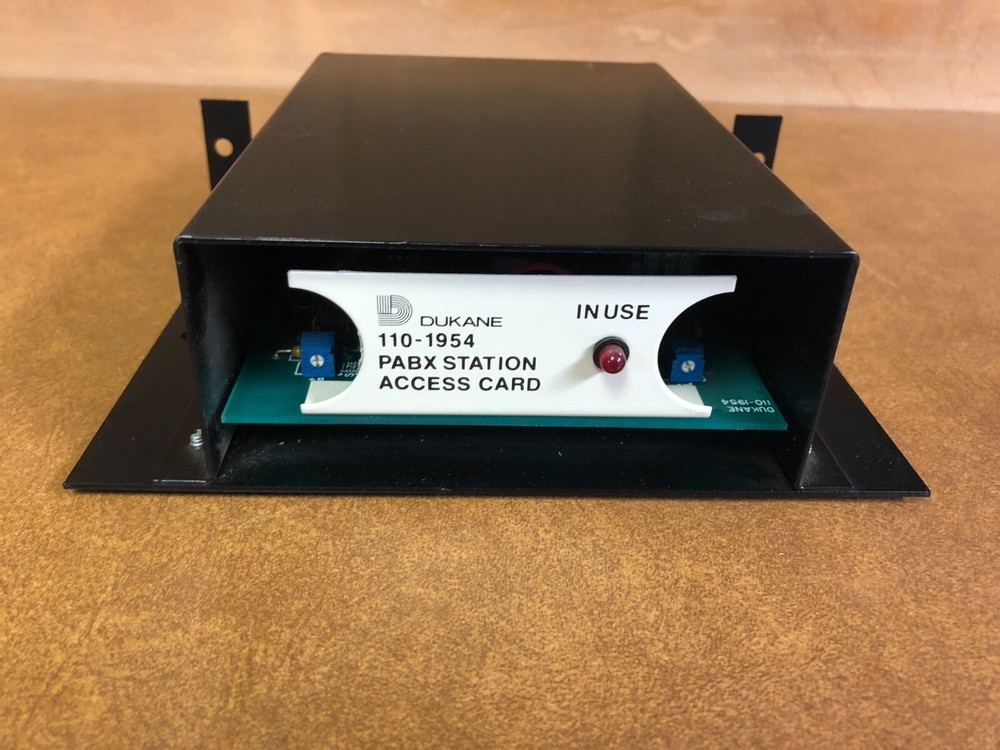 DUKANE
IN USE
110-1954
PABX STATION
ACCESS CARD
DUKANE
110-1954